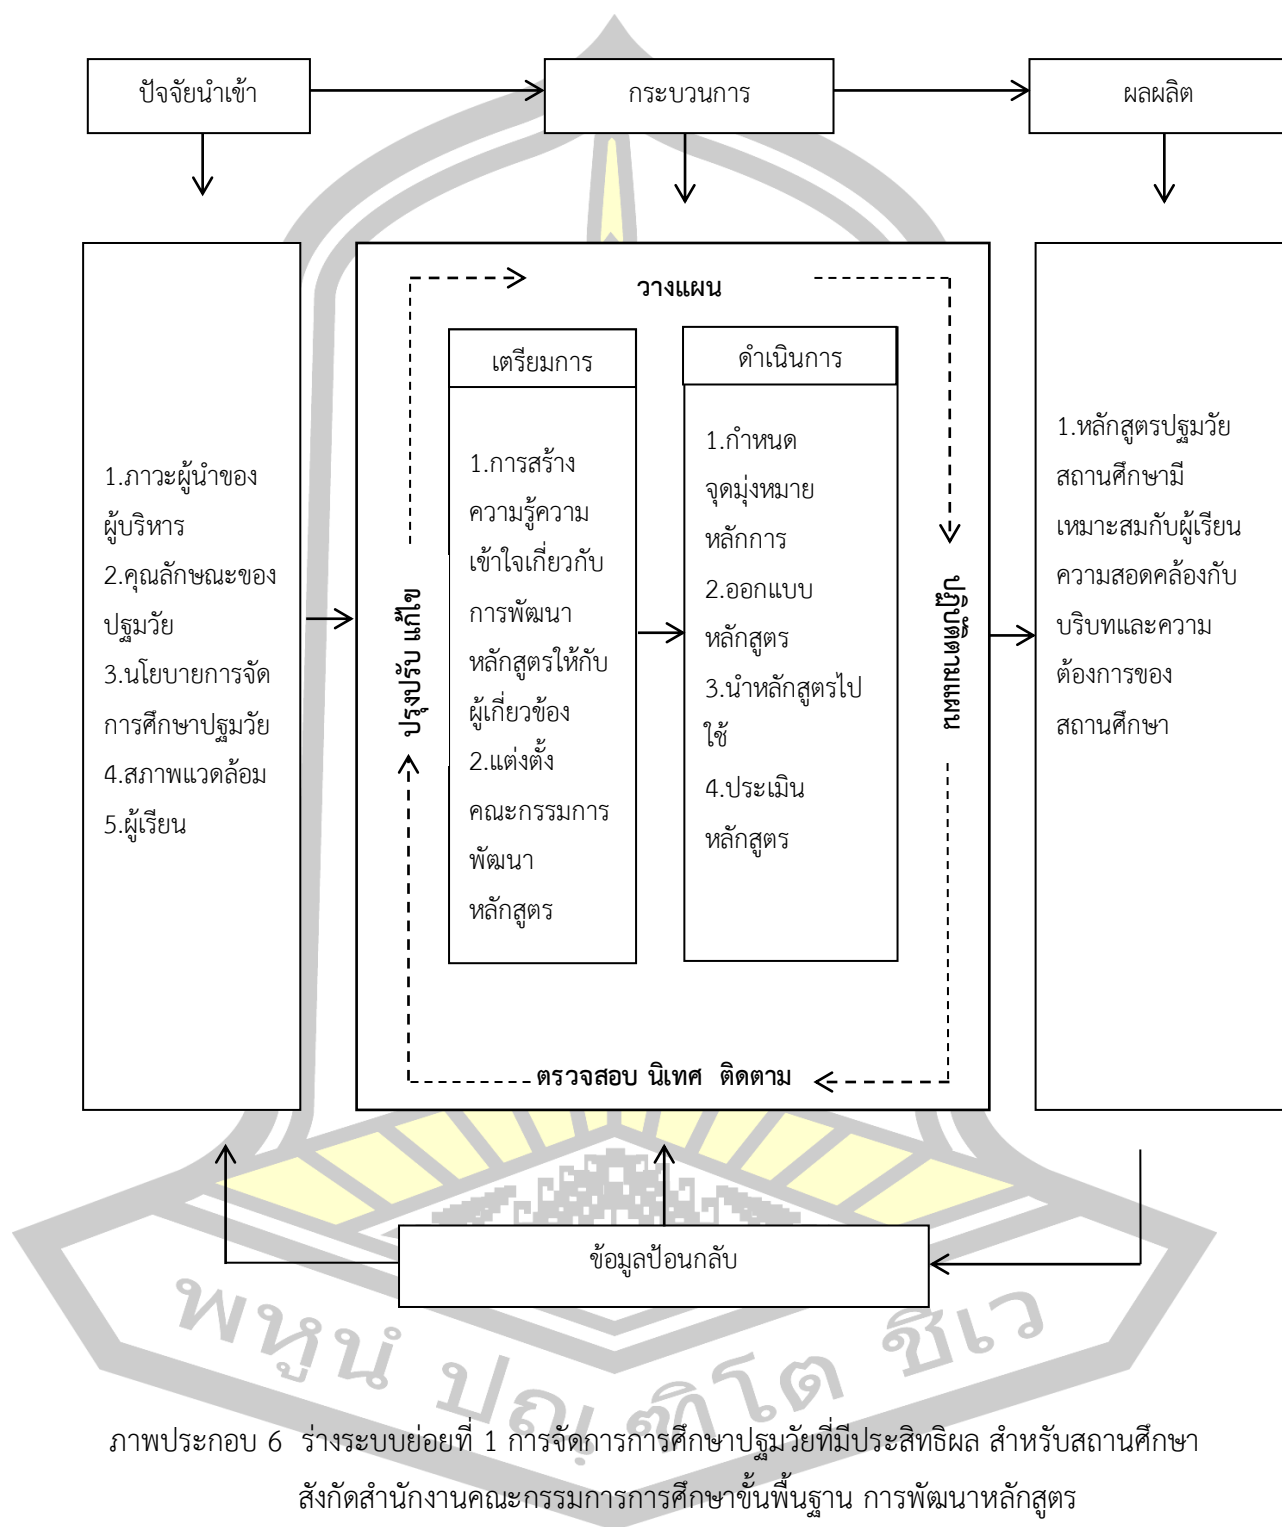 ปัจจัยนำเข้า
กระบวนการ
ผลผลิต
1.ภาวะผู้นำของ
ผู้บริหาร
2.คุณลักษณะของ
ปฐมวัย
3.นโยบายการจัด
การศึกษาปฐมวัย
4.สภาพแวดล้อม
5.ผู้เรียน
วางแผน
ปรุงปรับ แก้ไข
เตรียมการ
1.การสร้าง
ความรู้ความ
เข้าใจเกี่ยวกับ
การพัฒนา
หลักสูตรให้กับ
ผู้เกี่ยวข้อง
2.แต่งตั้ง
คณะกรรมการ
พัฒนา
หลักสูตร
ดำเนินการ
1.กำหนด
จุดมุ่งหมาย
หลักการ
2.ออกแบบ
หลักสูตร
3.นำหลักสูตรไป
ใช้
4.ประเมิน
หลักสูตร
ปฏิบัติตามแผน
ตรวจสอบ นิเทศ ติดตาม
1.หลักสูตรปฐมวัย
สถานศึกษามี
เหมาะสมกับผู้เรียน
ความสอดคล้องกับ
บริบทและความ
ต้องการของ
สถานศึกษา
ข้อมูลป้อนกลับ
พหูนํ ปณฺฑิโต ชีเว
ภาพประกอบ 6 ร่างระบบย่อยที่ 1 การจัดการการศึกษาปฐมวัยที่มีประสิทธิผล สำหรับสถานศึกษา
สังกัดสำนักงานคณะกรรมการการศึกษาขั้นพื้นฐาน การพัฒนาหลักสูตร